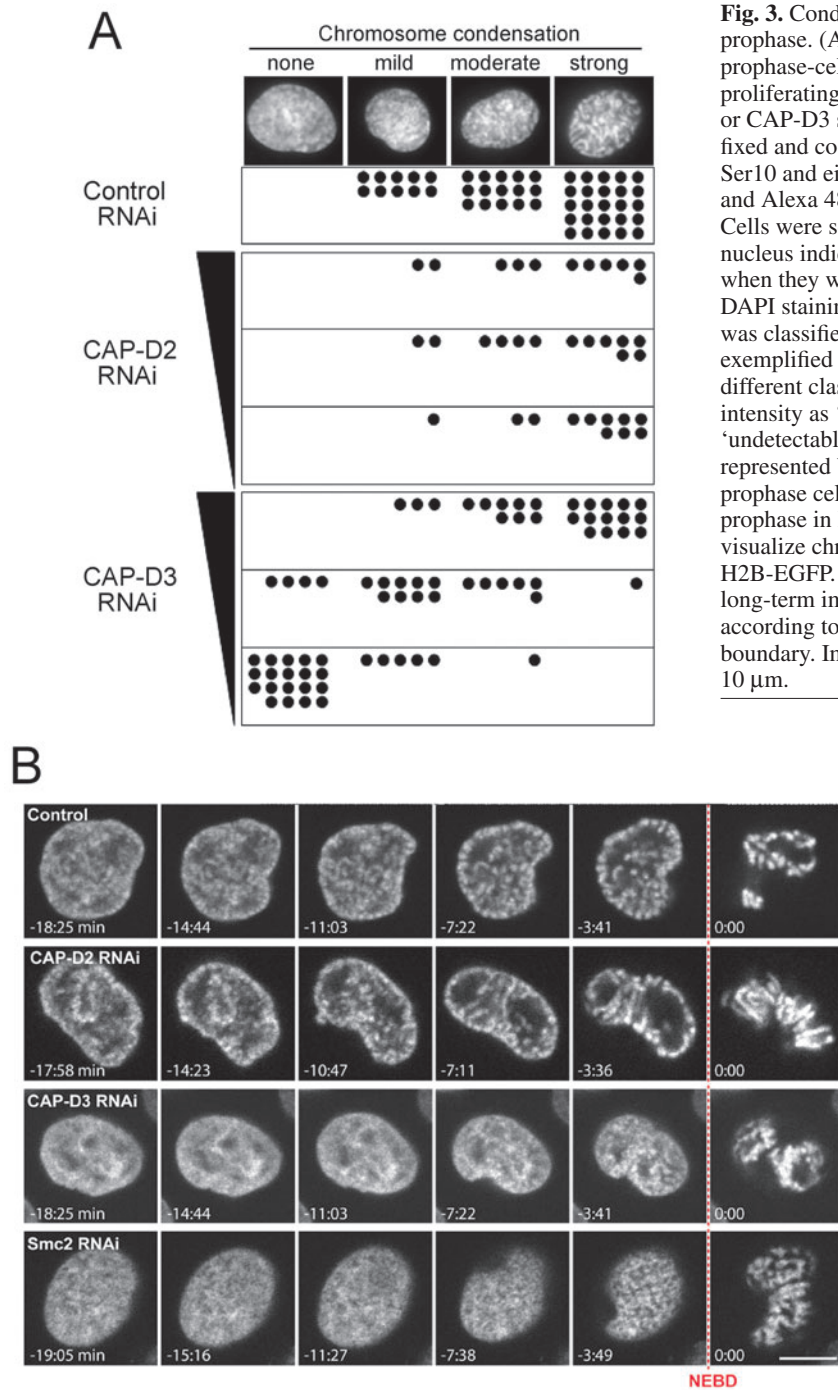 A
Chromosome condensation
none mild moderate strong
Control
RNAi
CAP-D2
RNAi
CAP-D3
RNAi
Fig. 3. Cond
prophase. (A
prophase-cel
proliferating
or CAP-D3 s
fixed and co
Ser10 and ei
and Alexa 48
Cells were s
nucleus indic
when they w
DAPI stainin
was classifie
exemplified
different clas
intensity as ‘
‘undetectabl
represented
prophase cel
prophase in
visualize chr
H2B-EGFP.
long-term in
according to
boundary. In
10 μm.
B
Control
-18:25 min -14:44 -11:03 -7:22 -3:41 0:00
CAP-D2 RNAi
-17:58 min -14:23 -10:47 -7:11 -3:36 0:00
CAP-D3 RNAi
-18:25 min -14:44 -11:03 -7:22 -3:41 0:00
Smc2 RNAi
-19:05 min -15:16 -11:27 -7:38 -3:49 0:00
NEBD